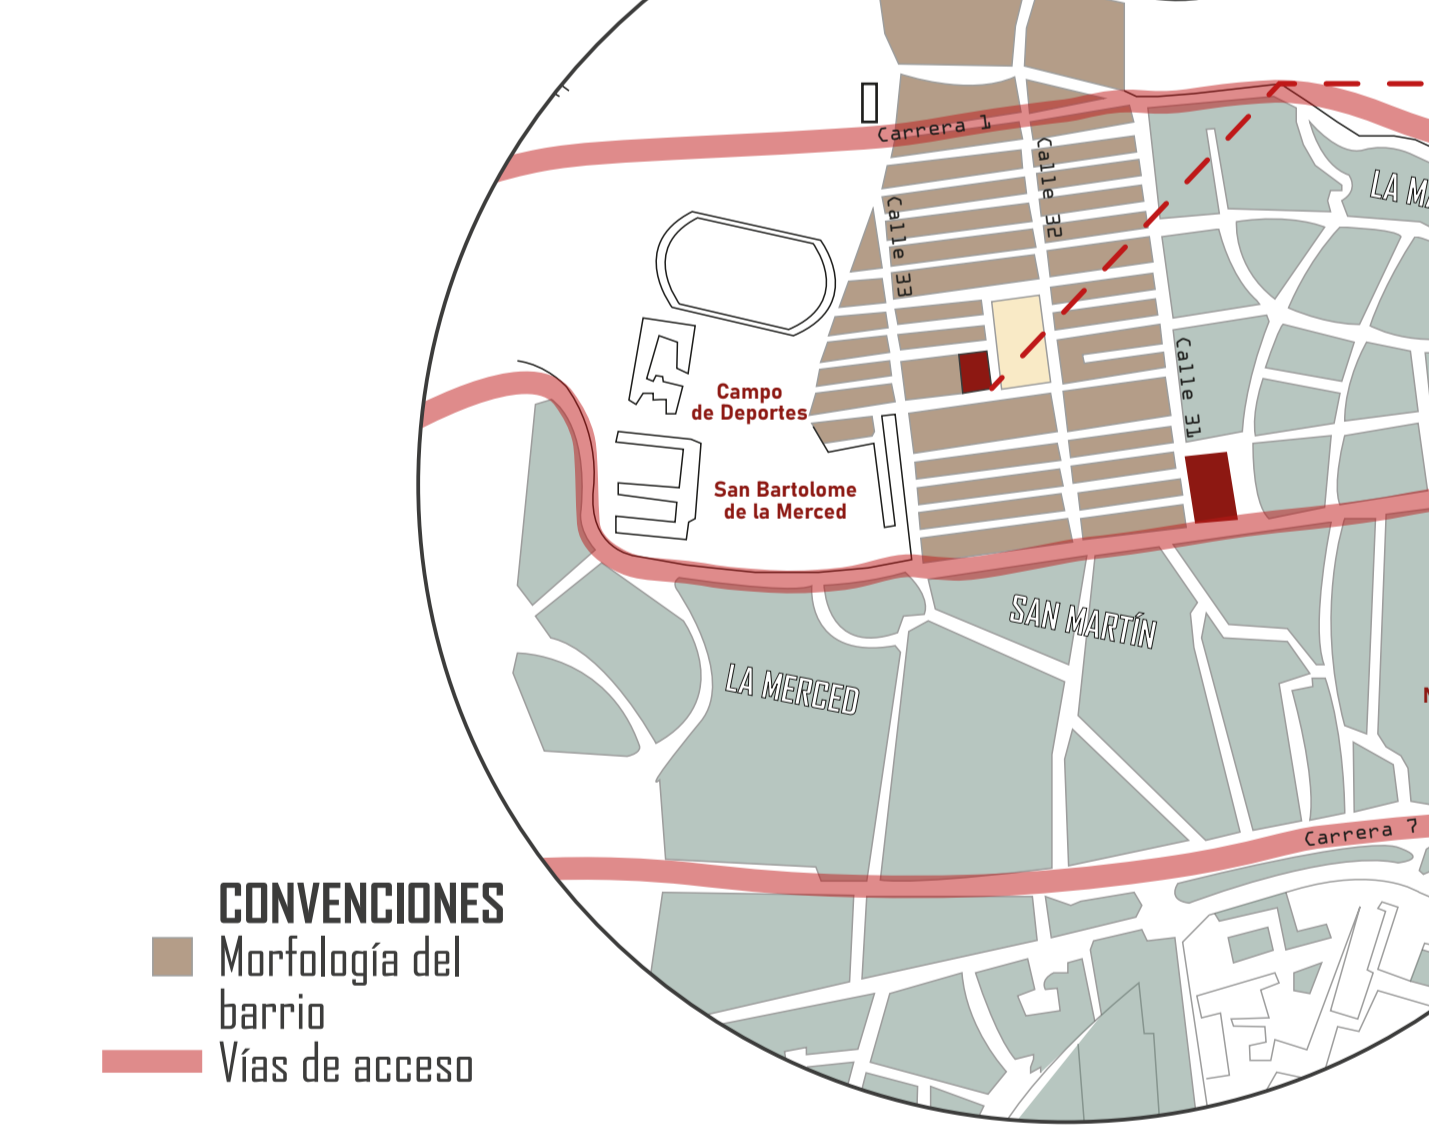 Carrera 1
Calle 32
Calle 33
LA
Calle 31
Campo
de Deportes
San Bartolome
de la Merced
SAN MARTÍN
LA MERCED
Carrera 7
CONVENCIONES
Morfología del
barrio
Vías de acceso